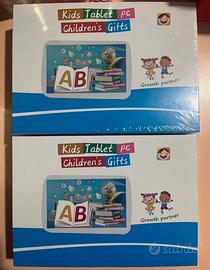 Kids Tablet PC
Children's Gifts
AB
Growth partner
Kids Tablet PC
Children's Gifts
AB
Growth partner
subito